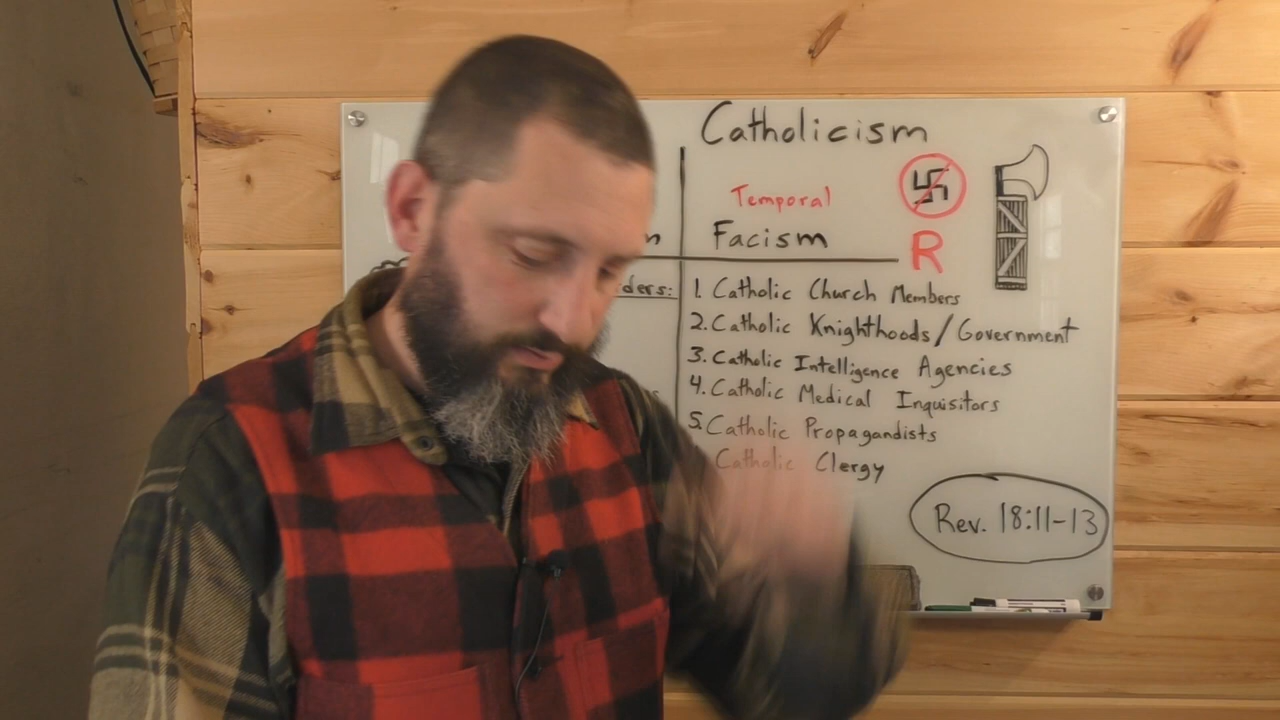 Catholicism
Temporal
Facism
R
ders:
1. Catholic Church Members
2. Catholic Knighthoods/Government
3. Catholic Intelligence Agencies
4. Catholic Medical Inquisitors
5. Catholic Propagandists
Catholic Clergy
Rev. 18:11-13